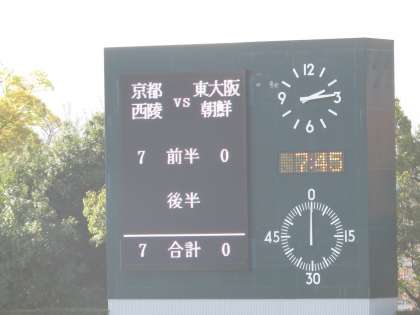 京都 東大阪
vs
西陵 朝鮮
7 前半 0
後半
7 合計 0
12
9 3
6
7:45
0
45 15
30